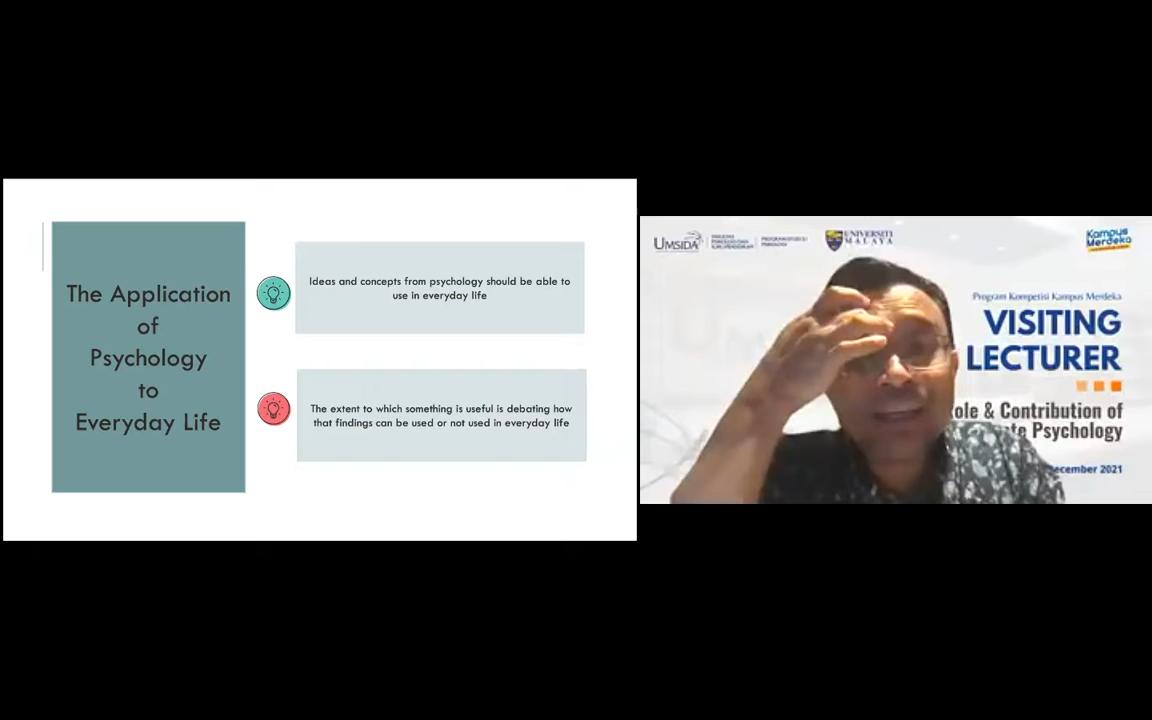 The Application
of
Psychology
to
Everyday Life
Ideas and concepts from psychology should be able to
use in everyday life
The extent to which something is useful is debating how
that findings can be used or not used in everyday life
UMSIDA
UNIVERSITI
MALAYA
Kampus
Merdeka
Program Kompetisi Kampus Merdeka
VISITING
LECTURER
& Contribution of
Psychology
2021